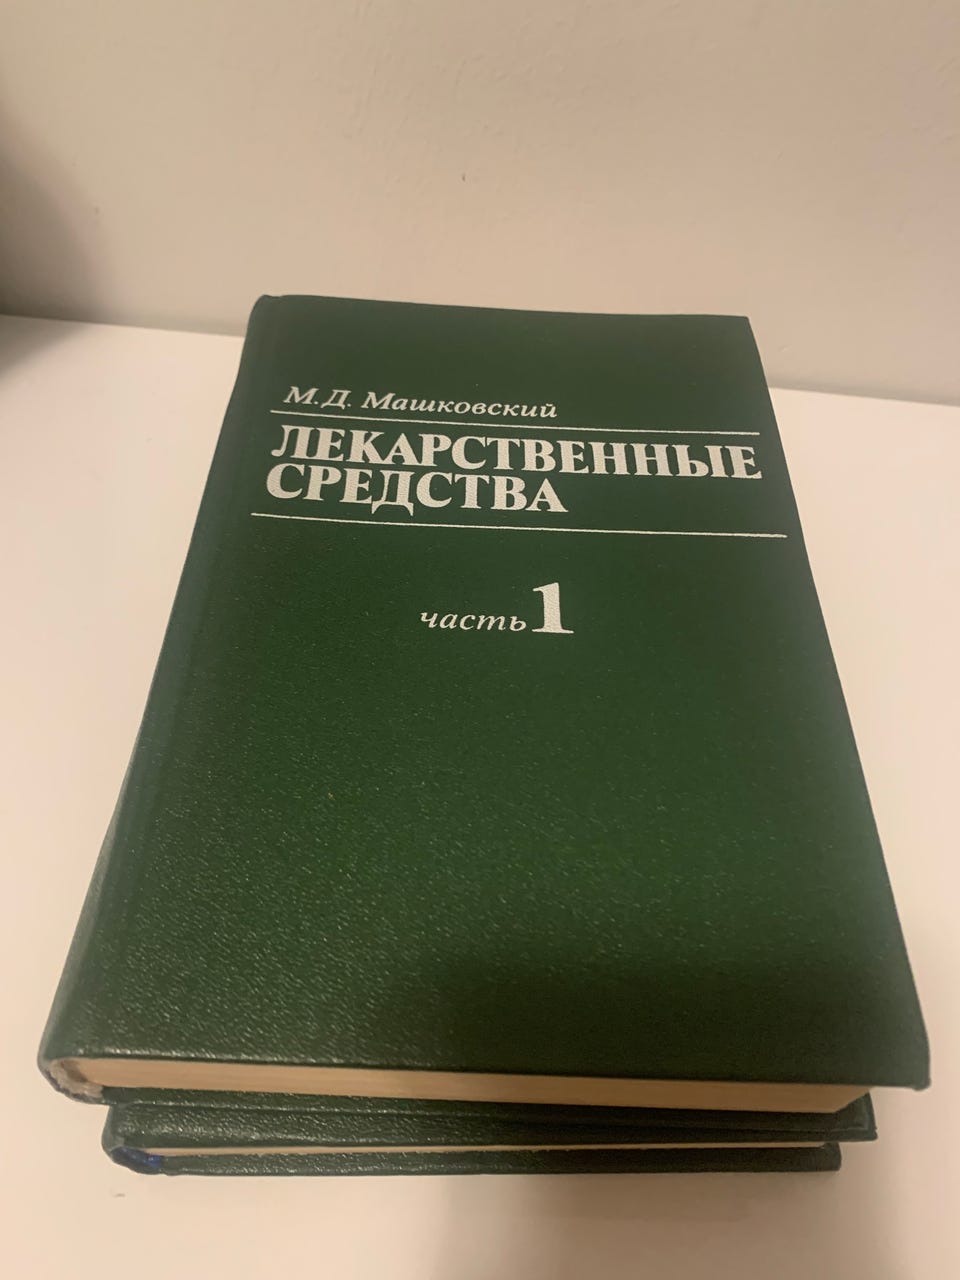 М.Д. Машковский
ЛЕКАРСТВЕННЫЕ
СРЕДСТВА
часть 1